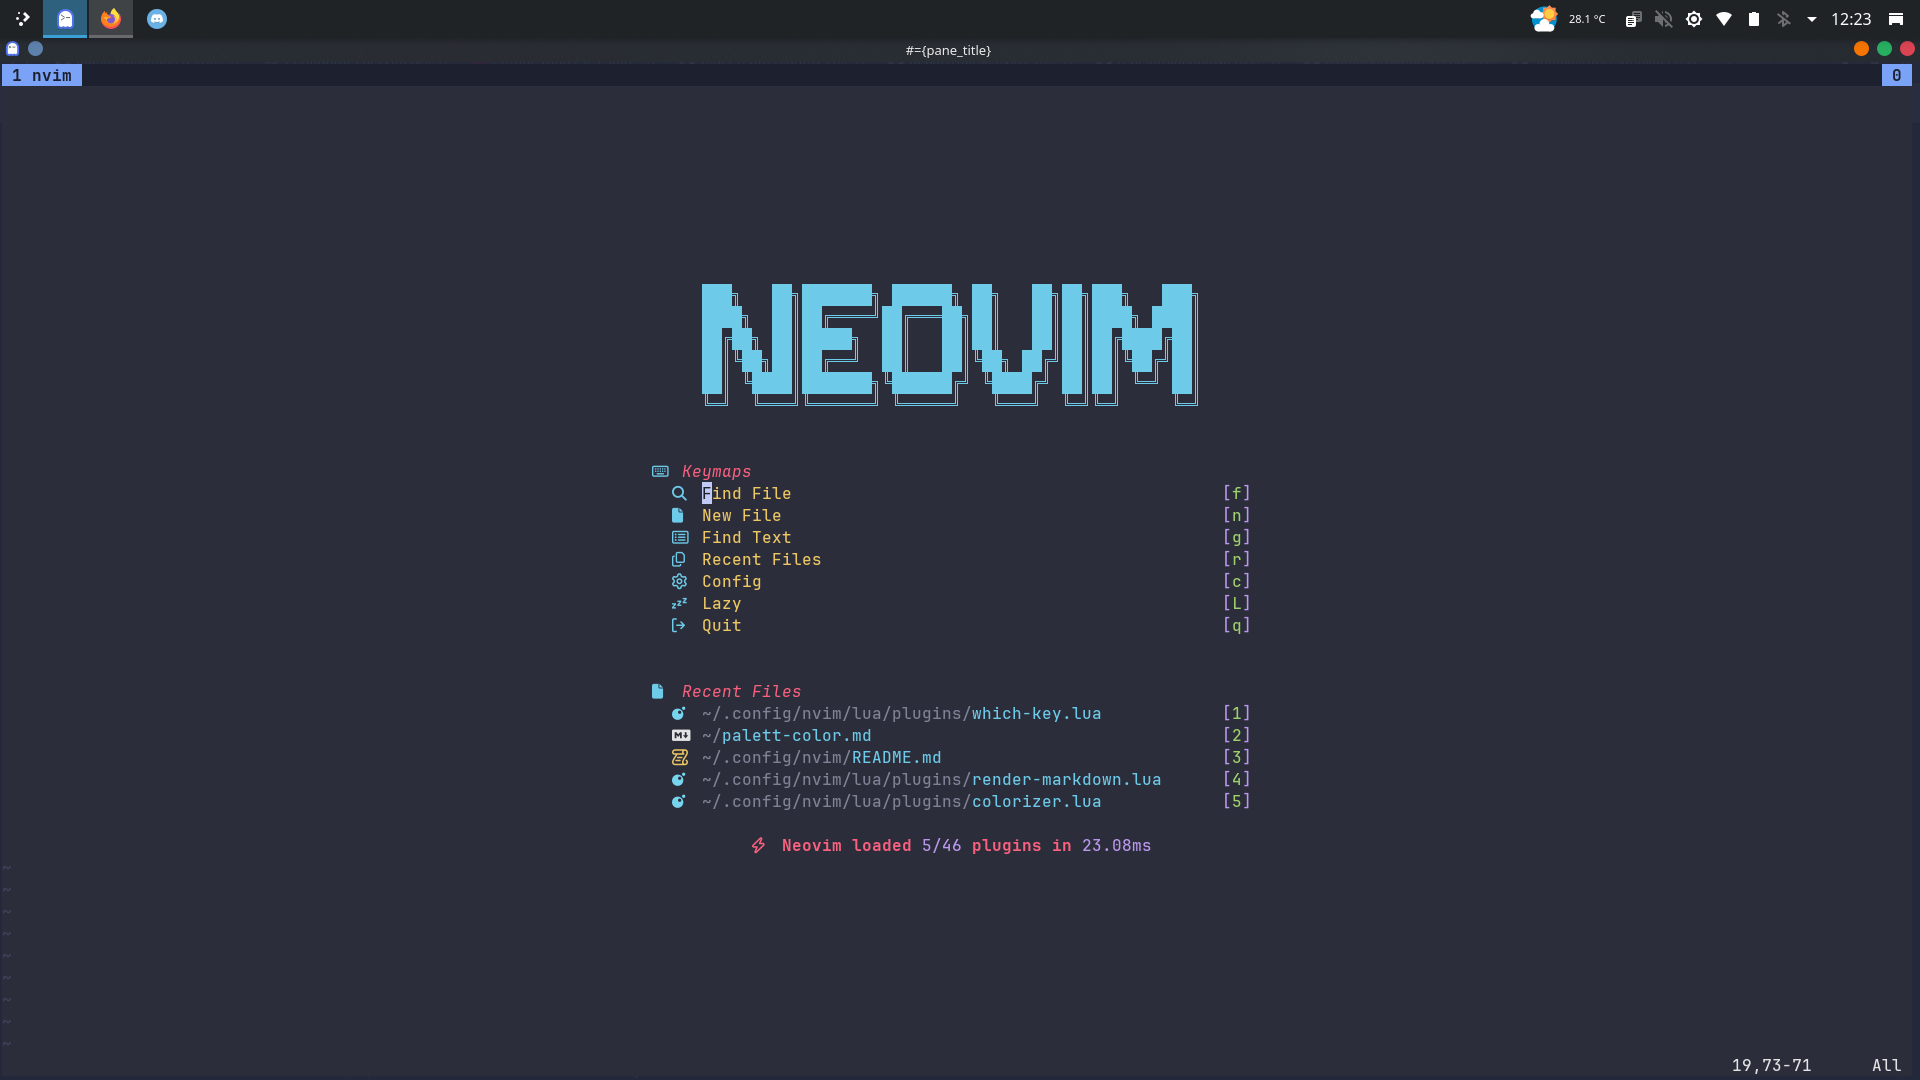 28.1 °C
12:23
#={pane_title}
1 nvim
0
NEOVIM
Keymaps
Find File [f]
New File [n]
Find Text [g]
Recent Files [r]
Config [c]
Lazy [L]
Quit [q]
Recent Files
~/.config/nvim/lua/plugins/which-key.lua [1]
~/palett-color.md [2]
~/.config/nvim/README.md [3]
~/.config/nvim/lua/plugins/render-markdown.lua [4]
~/.config/nvim/lua/plugins/colorizer.lua [5]
Neovim loaded 5/46 plugins in 23.08ms
~
~
~
~
~
~
~
~
~
19,73-71 All